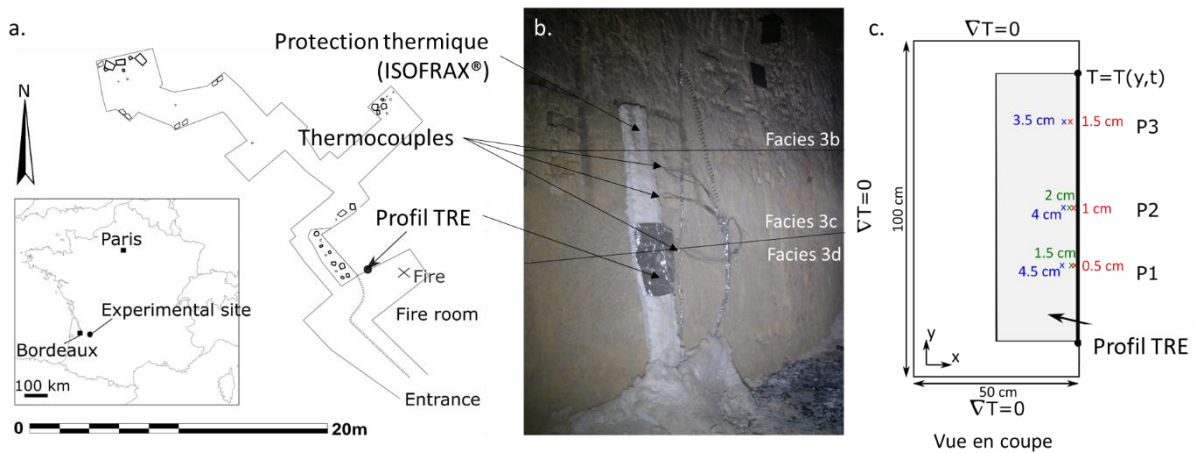 a.
N
Paris
Experimental site
Bordeaux
100 km
Fire
Fire room
Entrance
0
20m
Protection thermique
(ISOFRAX®)
Thermocouples
Profil TRE
b.
Facies 3b
Facies 3c
Facies 3d
c.
∇T=0
T=T(y,t)
3.5 cm
1.5 cm
P3
2 cm
4 cm
1 cm
P2
1.5 cm
4.5 cm
0.5 cm
P1
∇T=0
100 cm
y
x
Profil TRE
50 cm
∇T=0
Vue en coupe